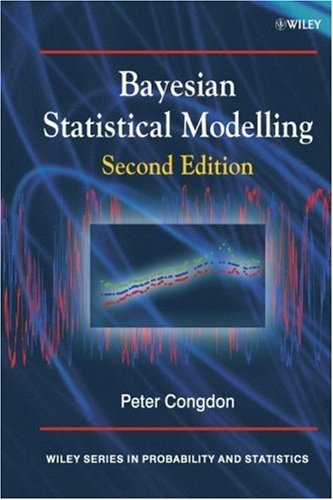 WILEY
Bayesian
Statistical Modelling
Second Edition
Peter Congdon
WILEY SERIES IN PROBABILITY AND STATISTICS